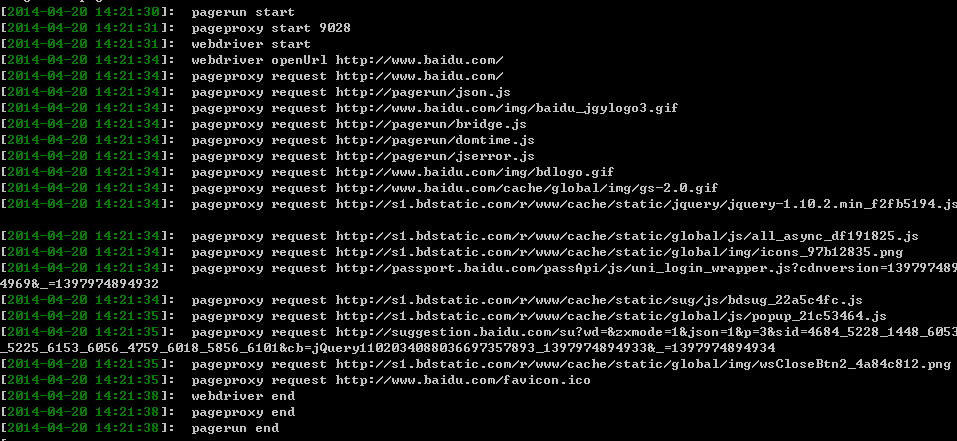 [2014-04-20 14:21:30]:  pagerun start
[2014-04-20 14:21:31]:  pageproxy start 9028
[2014-04-20 14:21:31]:  webdriver start
[2014-04-20 14:21:34]:  webdriver openUrl http://www.baidu.com/
[2014-04-20 14:21:34]:  pageproxy request http://www.baidu.com/
[2014-04-20 14:21:34]:  pageproxy request http://pagerun/json.js
[2014-04-20 14:21:34]:  pageproxy request http://www.baidu.com/img/baidu_jgylogo3.gif
[2014-04-20 14:21:34]:  pageproxy request http://pagerun/bridge.js
[2014-04-20 14:21:34]:  pageproxy request http://pagerun/domtime.js
[2014-04-20 14:21:34]:  pageproxy request http://pagerun/jserror.js
[2014-04-20 14:21:34]:  pageproxy request http://www.baidu.com/img/bdlogo.gif
[2014-04-20 14:21:34]:  pageproxy request http://www.baidu.com/cache/global/img/gs-2.0.gif
[2014-04-20 14:21:34]:  pageproxy request http://s1.bdstatic.com/r/www/cache/static/jquery/jquery-1.10.2.min_f2fb5194.js
[2014-04-20 14:21:34]:  pageproxy request http://s1.bdstatic.com/r/www/cache/static/global/js/all_async_df191825.js
[2014-04-20 14:21:34]:  pageproxy request http://s1.bdstatic.com/r/www/cache/static/global/img/icons_97b12835.png
[2014-04-20 14:21:34]:  pageproxy request http://passport.baidu.com/passApi/js/uni_login_wrapper.js?cdnversion=139797489
4969&_=1397974894932
[2014-04-20 14:21:34]:  pageproxy request http://s1.bdstatic.com/r/www/cache/static/sug/js/bdsug_22a5c4fc.js
[2014-04-20 14:21:35]:  pageproxy request http://s1.bdstatic.com/r/www/cache/static/global/js/popup_21c53464.js
[2014-04-20 14:21:35]:  pageproxy request http://suggestion.baidu.com/su?wd=&zxmode=1&json=1&p=3&sid=4684_5228_1448_6053
_5225_6153_6056_4759_6018_5856_6101&cb=jQuery110203408803669735789​3_1397974894933&_=1397974894934
[2014-04-20 14:21:35]:  pageproxy request http://s1.bdstatic.com/r/www/cache/static/global/img/wsCloseBtn2_4a84c812.png
[2014-04-20 14:21:35]:  pageproxy request http://www.baidu.com/favicon.ico
[2014-04-20 14:21:38]:  webdriver end
[2014-04-20 14:21:38]:  pageproxy end
[2014-04-20 14:21:38]:  pagerun end